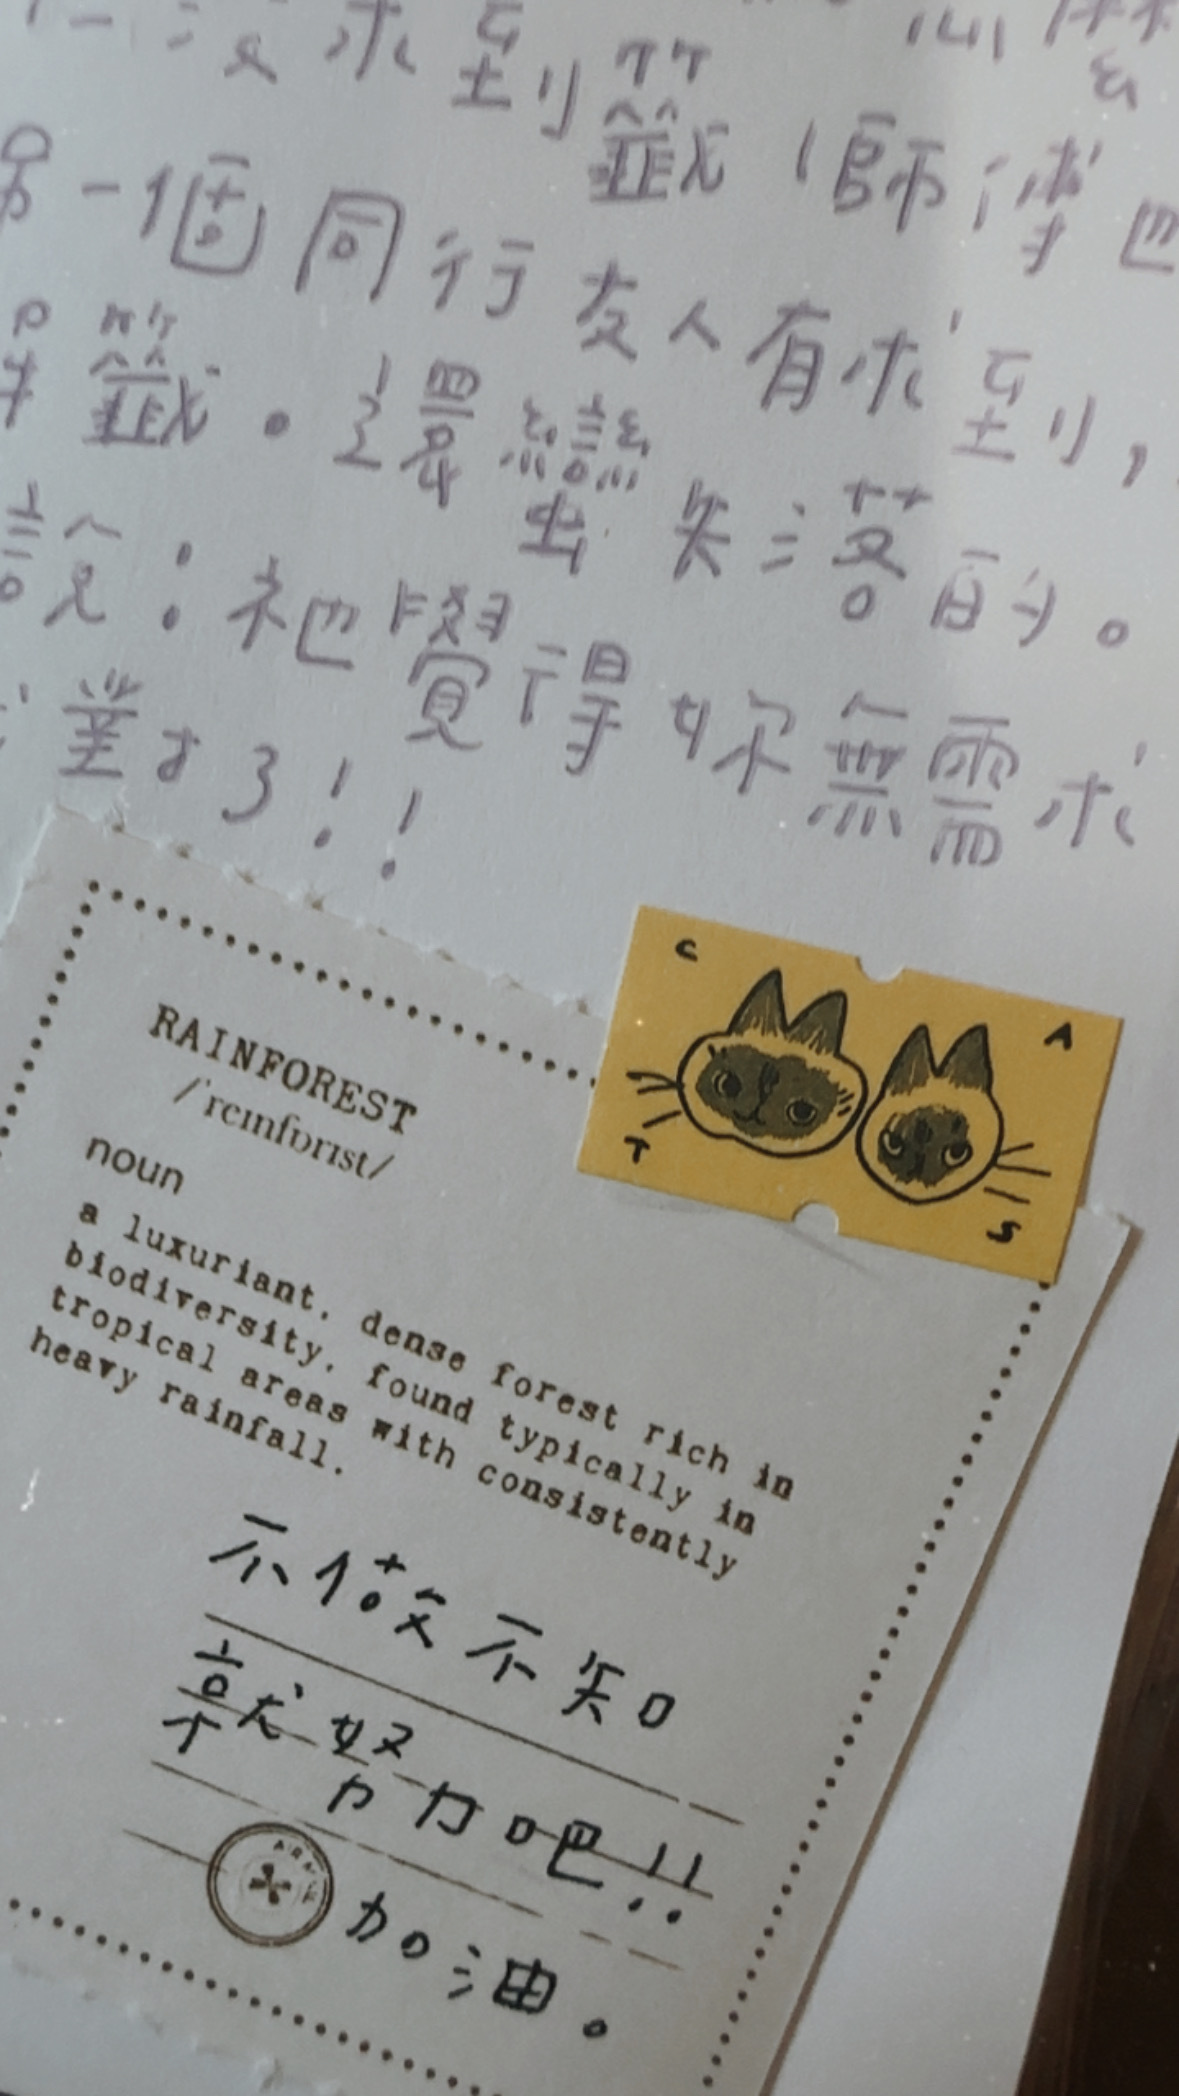 沒求到籤（師傅也
另一個同行友人有求到，
解籤。還戀
失落的。
說：祂覺得妳無需求
業了！！
C A T S
RAINFOREST
/ˈreɪnfɒrɪst/
noun
a luxuriant, dense forest rich in
biodiversity, found typically in
tropical areas with consistently
heavy rainfall.
不做不知
就努力吧!!
加油。